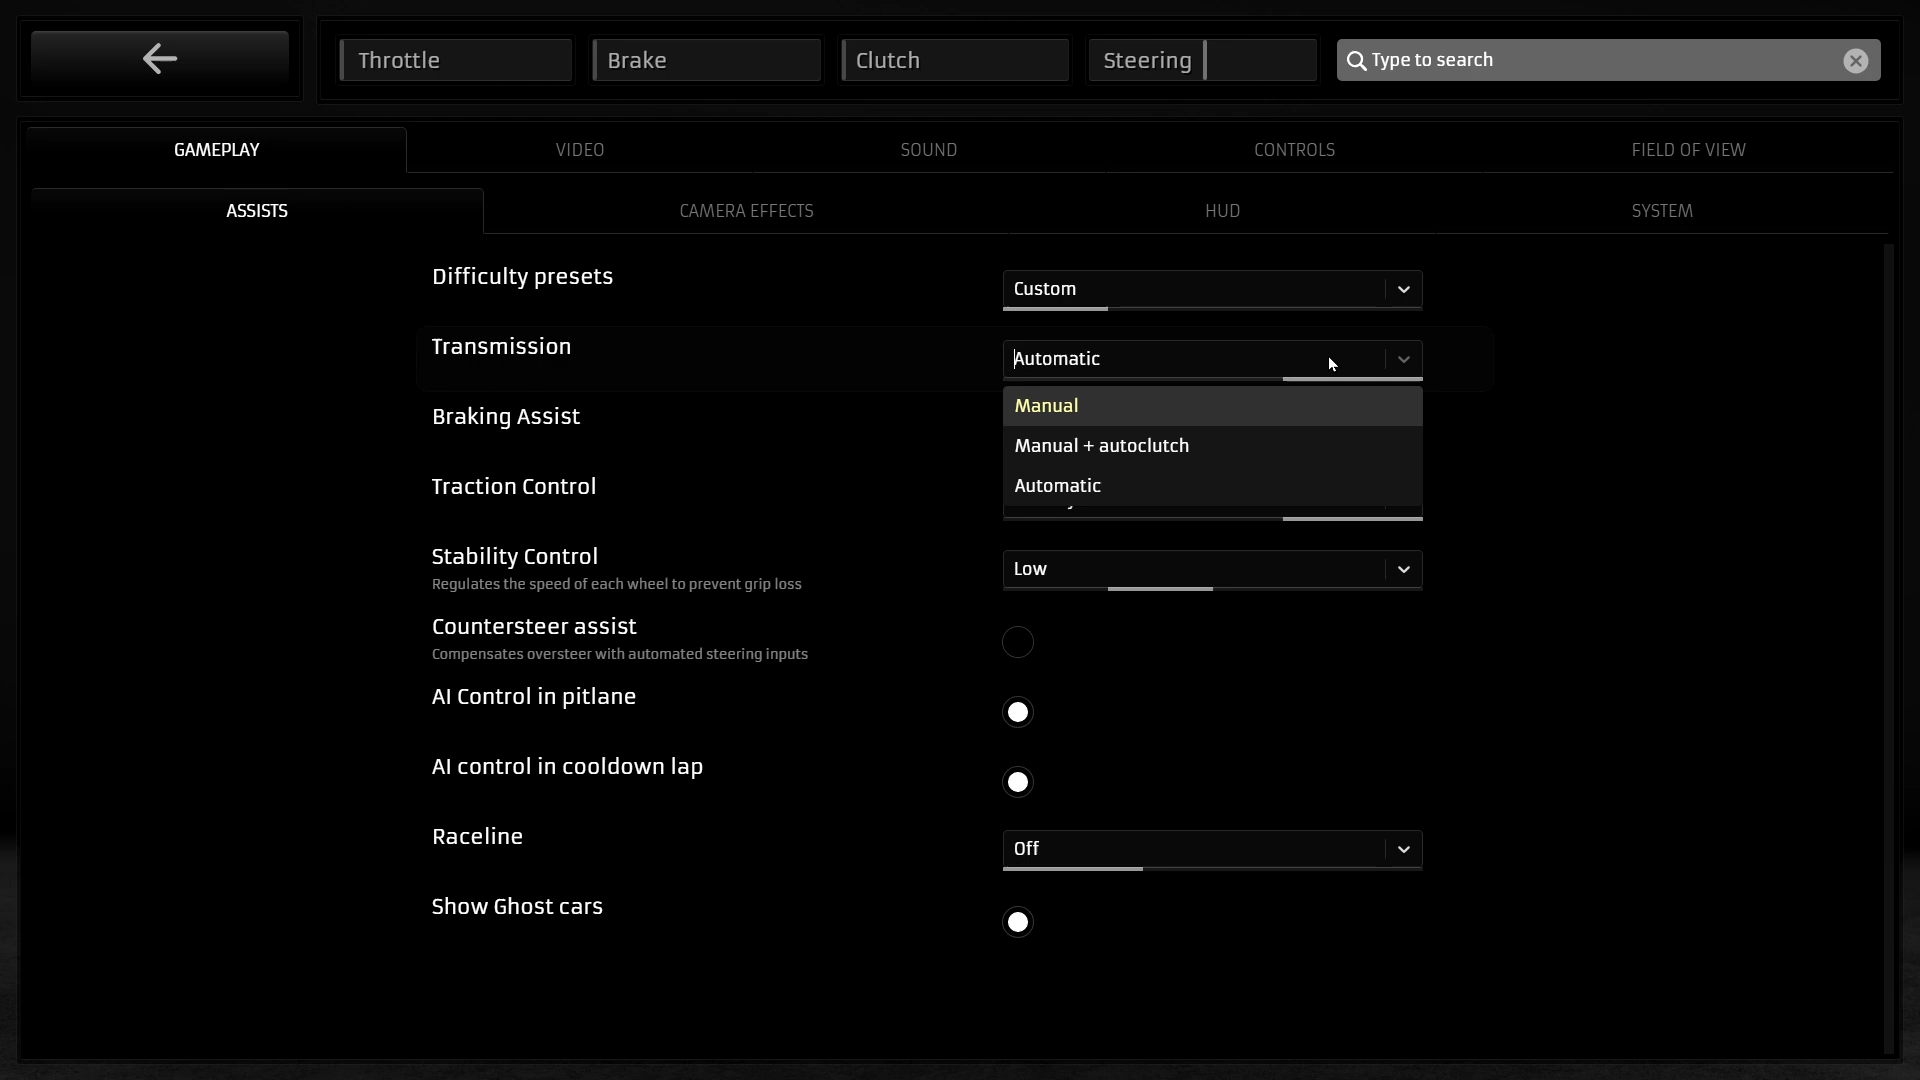 Throttle
Brake
Clutch
Steering
Type to search
GAMEPLAY
VIDEO
SOUND
CONTROLS
FIELD OF VIEW
ASSISTS
CAMERA EFFECTS
HUD
SYSTEM
Difficulty presets
Custom
Transmission
Automatic
Manual
Manual + autoclutch
Automatic
Braking Assist
Traction Control
Stability Control
Regulates the speed of each wheel to prevent grip loss
Low
Countersteer assist
Compensates oversteer with automated steering inputs
AI Control in pitlane
AI control in cooldown lap
Raceline
Off
Show Ghost cars